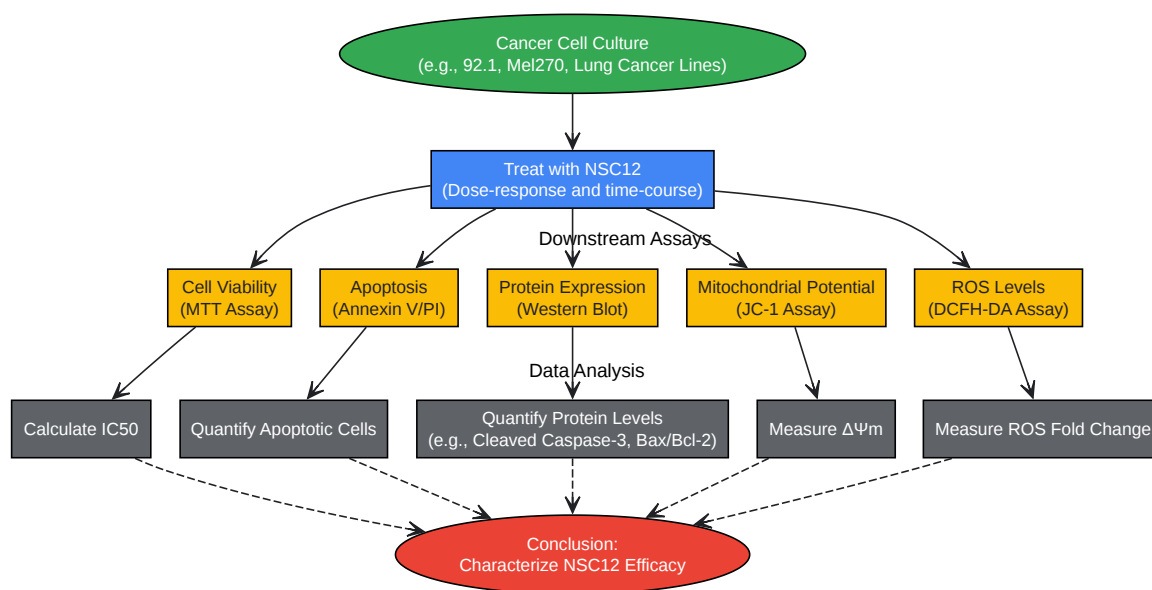 Cancer Cell Culture
(e.g., 92.1, Mel270, Lung Cancer Lines)
Treat with NSC12
(Dose-response and time-course)
Downstream Assays
Cell Viability
(MTT Assay)
Apoptosis
(Annexin V/PI)
Protein Expression
(Western Blot)
Mitochondrial Potential
(JC-1 Assay)
ROS Levels
(DCFH-DA Assay)
Data Analysis
Calculate IC50
Quantify Apoptotic Cells
Quantify Protein Levels
(e.g., Cleaved Caspase-3, Bax/Bcl-2)
Measure ΔΨm
Measure ROS Fold Change
Conclusion:
Characterize NSC12 Efficacy